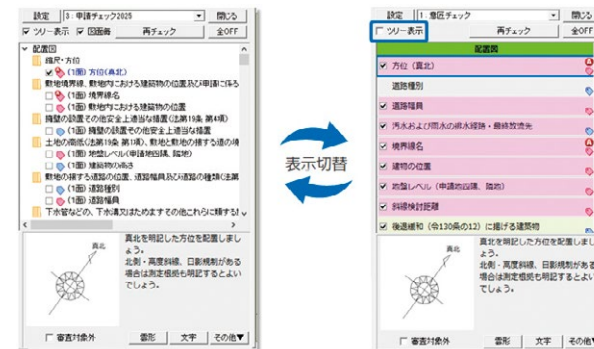 設定 3:申請チェック2025 閉じる
ツリー表示 図面毎 再チェック 全OFF
配置図
縮尺・方位
(1面) 方位(真北)
敷地境界線、敷地内における建築物の位置及び申請に係る
(1面) 境界線名
(1面) 敷地内における建築物の位置
擁壁の設置その他安全上適当な措置(法第19条 第4項)
(1面) 擁壁の設置その他安全上適当な措置
土地の高低(法第19条 第1項)、敷地と敷地の接する道の境
(1面) 地盤レベル(申請地四隅、隣地)
(1面) 建築物の
敷地の接する道路の位置、道路幅員及び道路の種類(法第
(1面) 道路種別
(1面) 道路幅員
下水管などの、下水溝又はためますその他これらに類する
真北
真北を明記した方位を配置しましょう。
北側・高度斜線、日影規制がある
場合は測定根拠も明記するとよい
でしょう。
審査対象外 雲形 文字 その他▼
表示切替
設定 1:意匠チェック 閉じる
ツリー表示 再チェック 全OFF
配置図
方位(真北)
道路種別
道路幅員
汚水および雨水の排水経路・最終放流先
境界線名
建物の位置
地盤レベル(申請地四隅、隣地)
斜線検討距離
後退緩和(令130条の12)に掲げる建築物
真北
真北を明記した方位を配置しましょう。
北側・高度斜線、日影規制がある
場合は測定根拠も明記するとよい
でしょう。
審査対象外 雲形 文字 その他▼